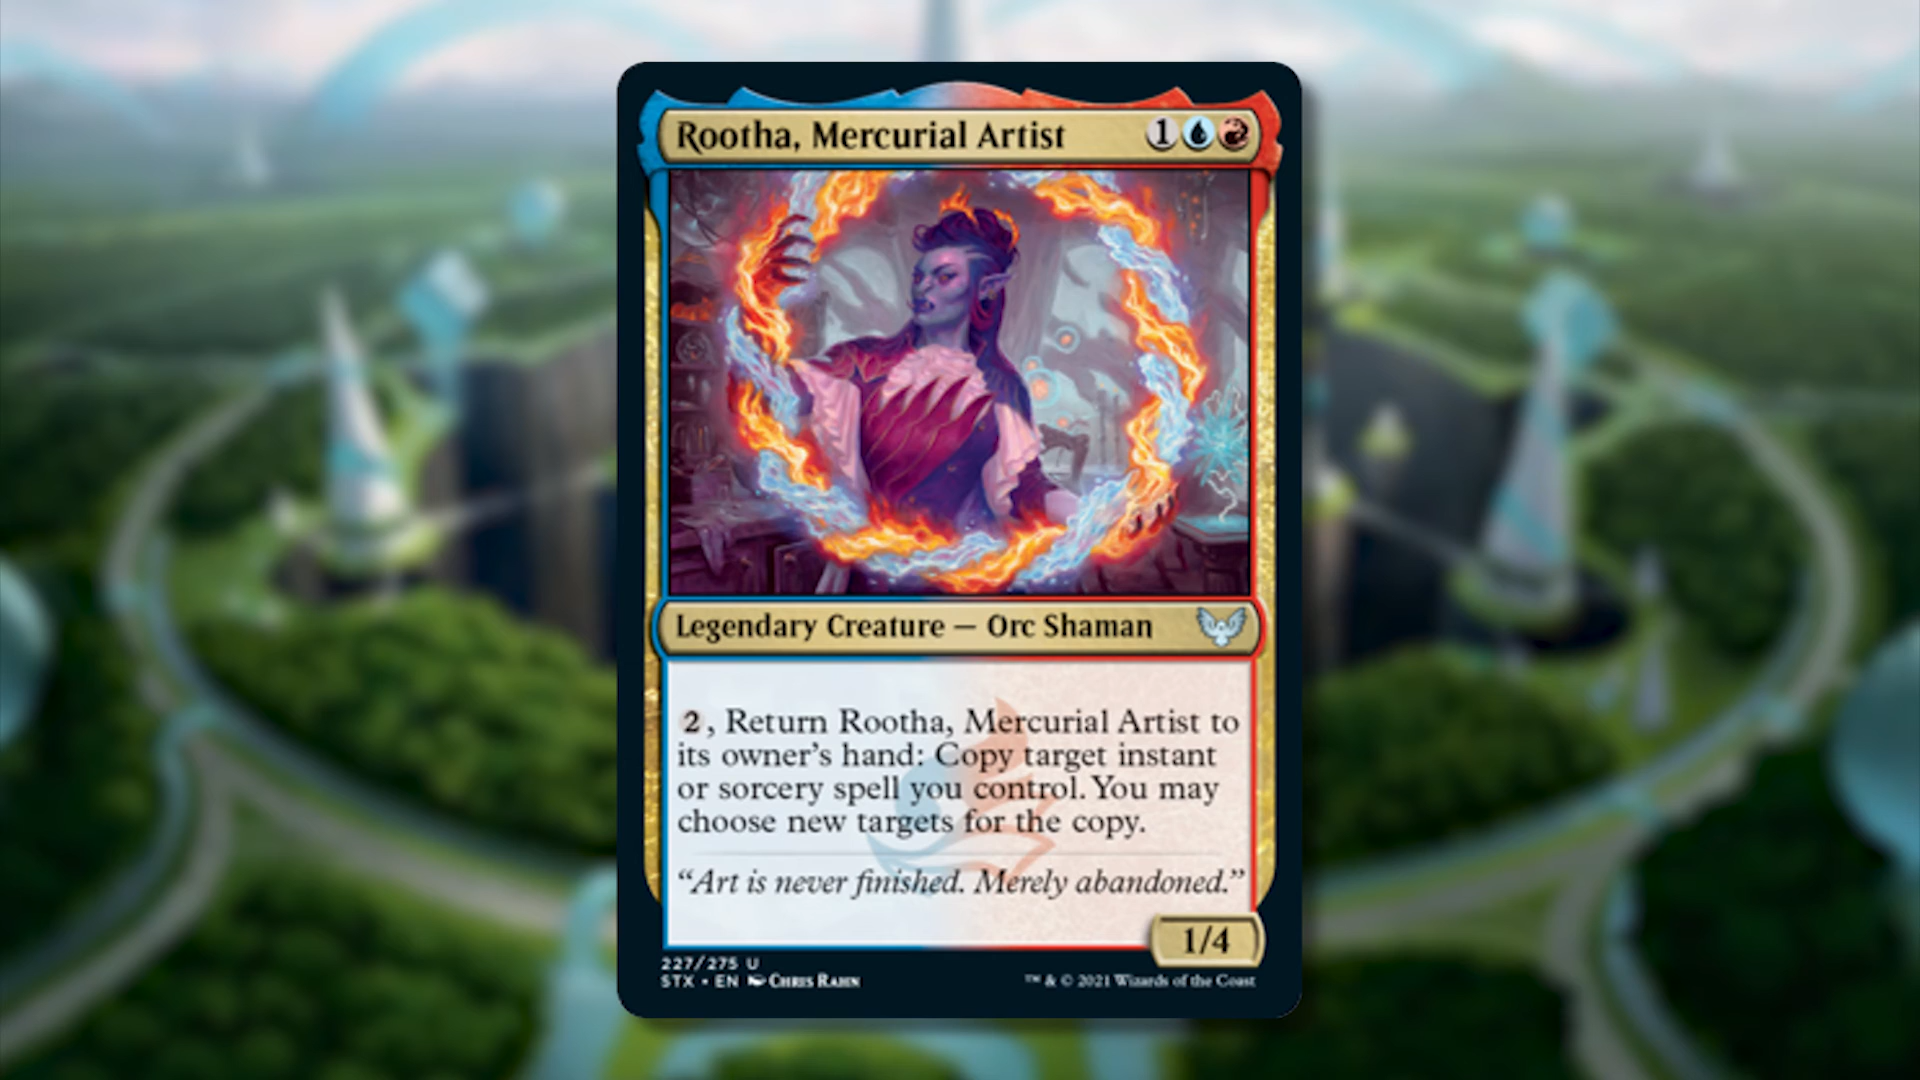 Rootha, Mercurial Artist 1
Legendary Creature — Orc Shaman
2, Return Rootha, Mercurial Artist to
its owner's hand: Copy target instant
or sorcery spell you control. You may
choose new targets for the copy.
“Art is never finished. Merely abandoned.”
1/4
227/275 U
STX • EN Chris Rahn
™ & © 2021 Wizards of the Coast